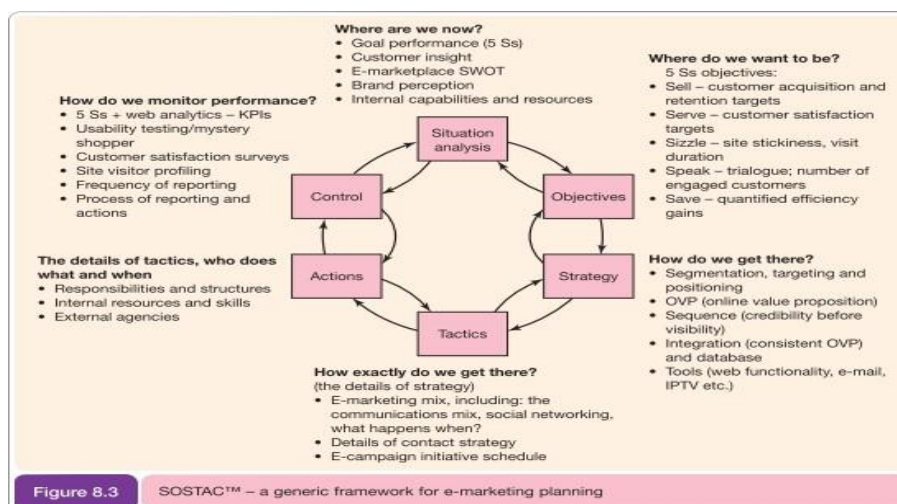 Where are we now?
• Goal performance (5 Ss)
• Customer insight
• E-marketplace SWOT
• Brand perception
• Internal capabilities and resources
Where do we want to be?
5 Ss objectives:
• Sell – customer acquisition and
retention targets
• Serve – customer satisfaction
targets
• Sizzle – site stickiness, visit
duration
• Speak – trialogue; number of
engaged customers
• Save – quantified efficiency
gains
How do we monitor performance?
• 5 Ss + web analytics – KPIs
• Usability testing/mystery
shopper
• Customer satisfaction surveys
• Site visitor profiling
• Frequency of reporting
• Process of reporting and
actions
Situation
analysis
Control
Objectives
Actions
Strategy
Tactics
The details of tactics, who does
what and when
• Responsibilities and structures
• Internal resources and skills
• External agencies
How do we get there?
• Segmentation, targeting and
positioning
• OVP (online value proposition)
• Sequence (credibility before
visibility)
• Integration (consistent OVP)
and database
• Tools (web functionality, e-mail,
IPTV etc.)
How exactly do we get there?
(the details of strategy)
• E-marketing mix, including: the
communications mix, social networking,
what happens when?
• Details of contact strategy
• E-campaign initiative schedule
Figure 8.3 SOSTAC™ – a generic framework for e-marketing planning